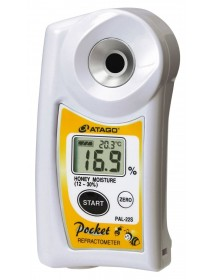 ATAGO
20.3°C
16.9 %
HONEY MOISTURE
(12 - 30%)
START
ZERO
PAL-22S
Pocket
REFRACTOMETER